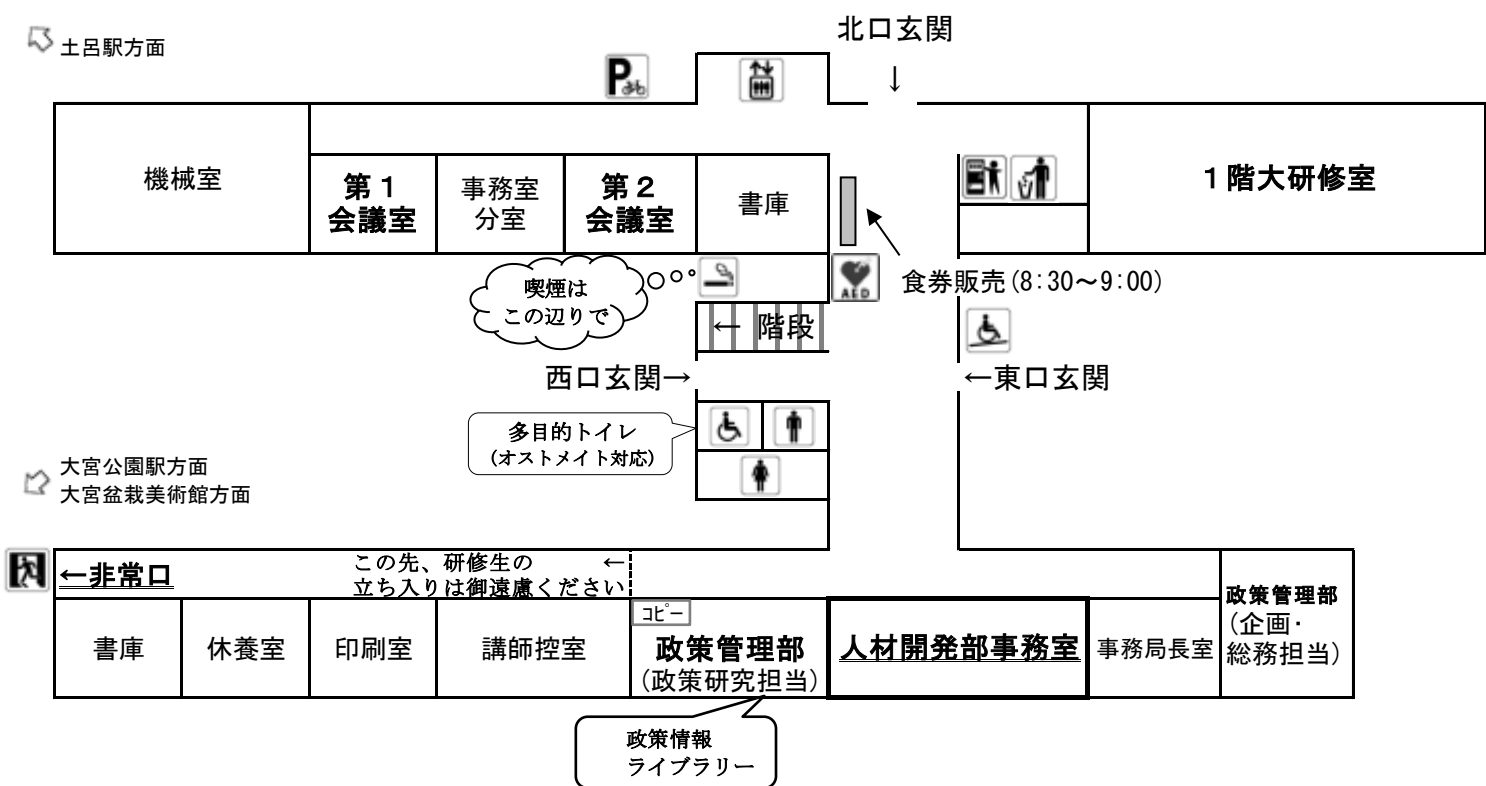 北口玄関
土呂駅方面
P
↓
機械室
第1
会議室
事務室
分室
第2
会議室
書庫
1階大研修室
喫煙は
この辺りで
AED
食券販売(8:30～9:00)
← 階段
西口玄関→
←東口玄関
多目的トイレ
(オストメイト対応)
大宮公園駅方面
大宮盆栽美術館方面
←非常口
この先、研修生の ←
立ち入りは御遠慮ください
書庫
休養室
印刷室
講師控室
コピー
政策管理部
(政策研究担当)
人材開発部事務室
事務局長室
政策管理部
(企画・
総務担当)
政策情報
ライブラリー